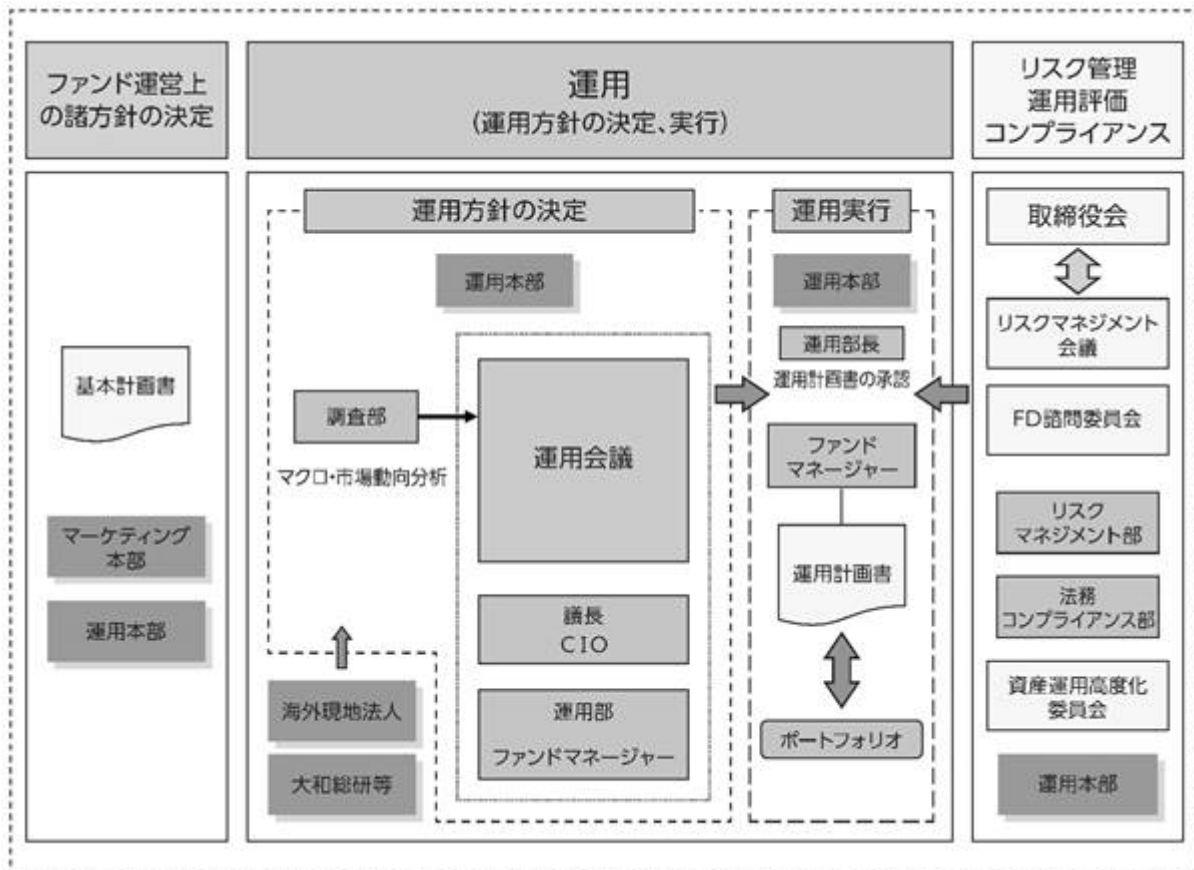 ファンド運営上
の諸方針の決定
運用
(運用方針の決定、実行)
リスク管理
運用評価
コンプライアンス
基本計画書
マーケティング
本部
運用本部
運用方針の決定
運用本部
調査部
マクロ・市場動向分析
運用会議
議長
CIO
運用部
ファンドマネージャー
海外現地法人
大和総研等
運用実行
運用本部
運用部長
運用計画書の承認
ファンド
マネージャー
運用計画書
ポートフォリオ
取締役会
リスクマネジメント
会議
FD諮問委員会
リスク
マネジメント部
法務
コンプライアンス部
資産運用高度化
委員会
運用本部